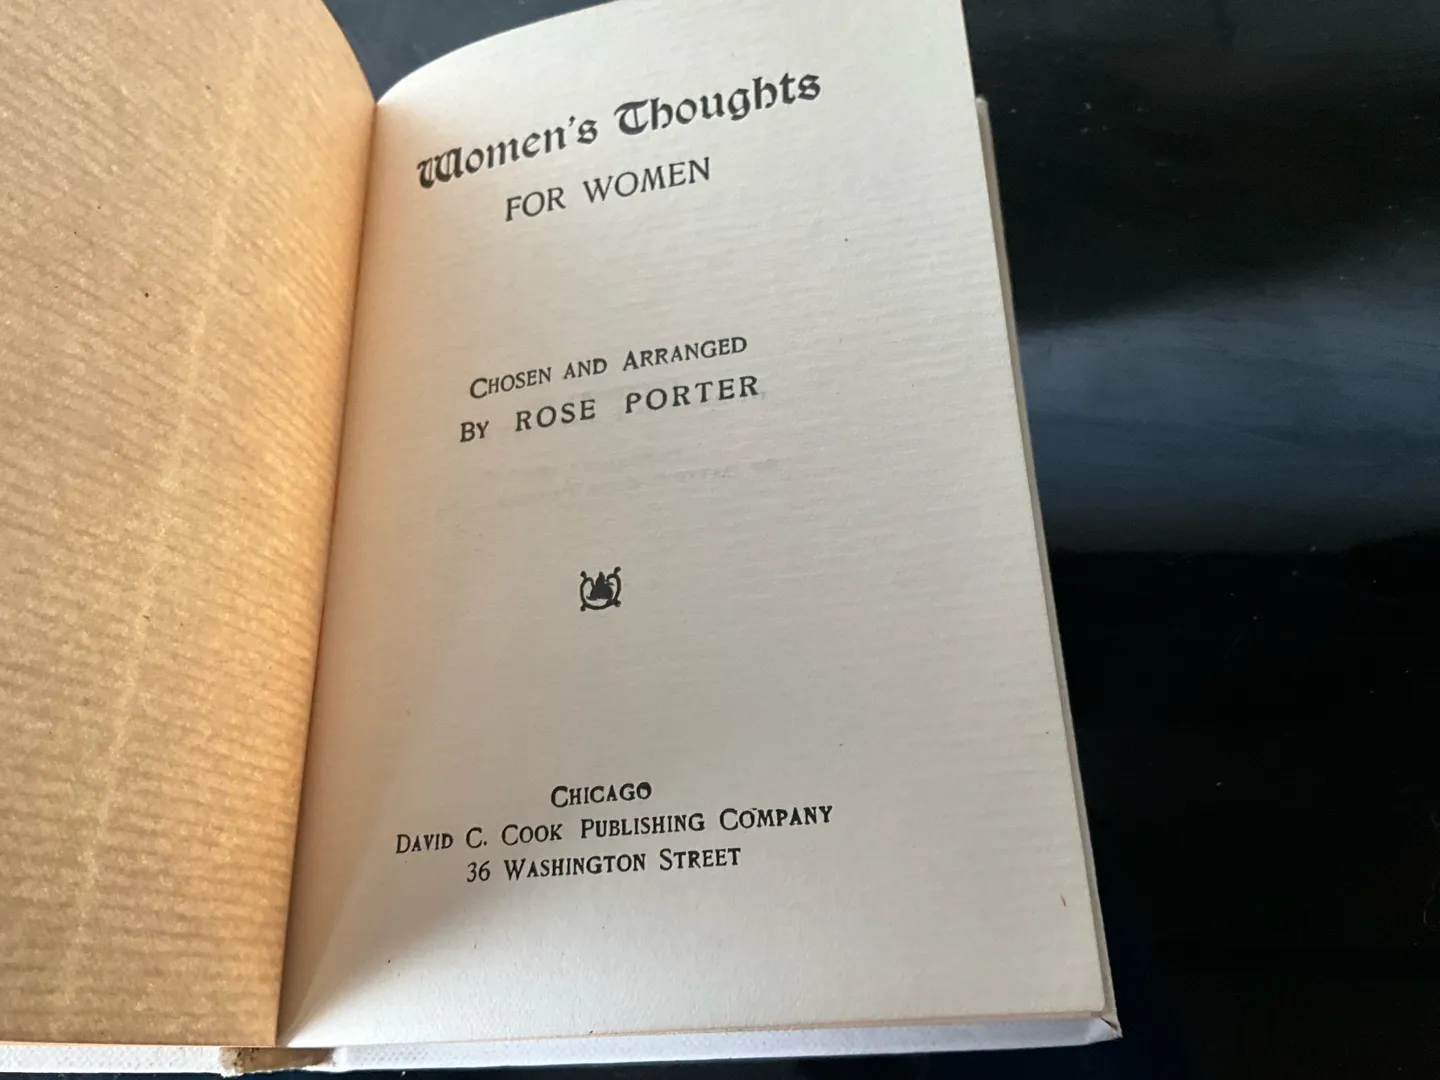 Women's Thoughts
FOR WOMEN
CHOSEN AND ARRANGED
BY ROSE PORTER
CHICAGO
DAVID C. COOK PUBLISHING COMPANY
36 WASHINGTON STREET